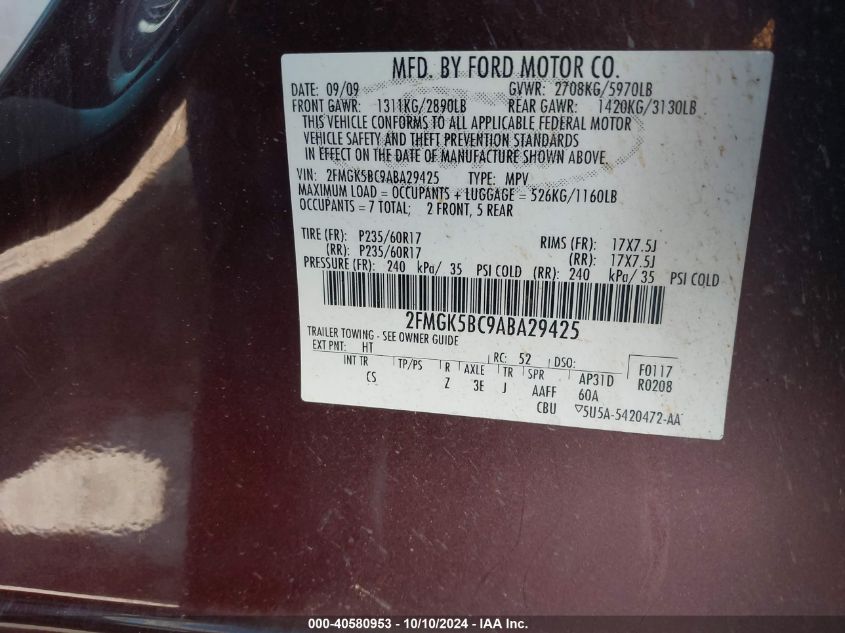 MFD. BY FORD MOTOR CO.
DATE: 09/09 GVWR: 2708KG/5970LB
FRONT GAWR: 1311KG/2890LB REAR GAWR: 1420KG/3130LB
THIS VEHICLE CONFORMS TO ALL APPLICABLE FEDERAL MOTOR
VEHICLE SAFETY AND THEFT PREVENTION STANDARDS
IN EFFECT ON THE DATE OF MANUFACTURE SHOWN ABOVE.
VIN: 2FMGK5BC9ABA29425 TYPE: MPV
MAXIMUM LOAD = OCCUPANTS + LUGGAGE = 526KG/1160LB
OCCUPANTS = 7 TOTAL; 2 FRONT, 5 REAR
TIRE (FR): P235/60R17 RIMS (FR): 17X7.5J
(RR): P235/60R17 (RR): 17X7.5J
PRESSURE (FR): 240 kPa/ 35 PSI COLD (RR): 240 kPa/ 35 PSI COLD
2FMGK5BC9ABA29425
TRAILER TOWING - SEE OWNER GUIDE
EXT PNT: HT RC: 52 DSO: F0117
INT TR TP/PS R AXLE TR SPR AP31D R0208
CS Z 3E J AAFF 60A
CBU ▽5U5A-5420472-AA
000-40580953 - 10/10/2024 - IAA Inc.